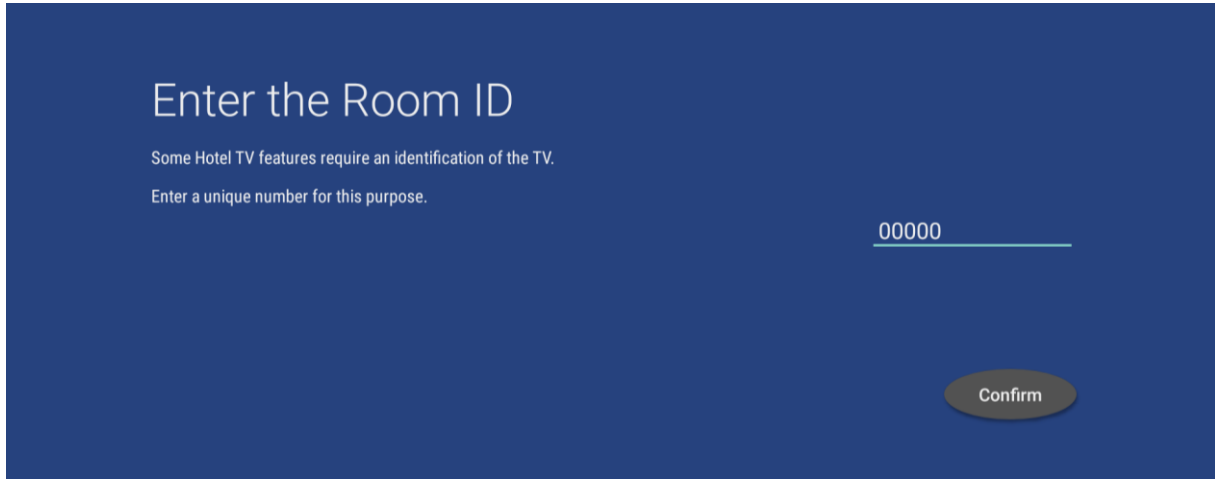 Enter the Room ID
Some Hotel TV features require an identification of the TV.
Enter a unique number for this purpose.
00000
Confirm